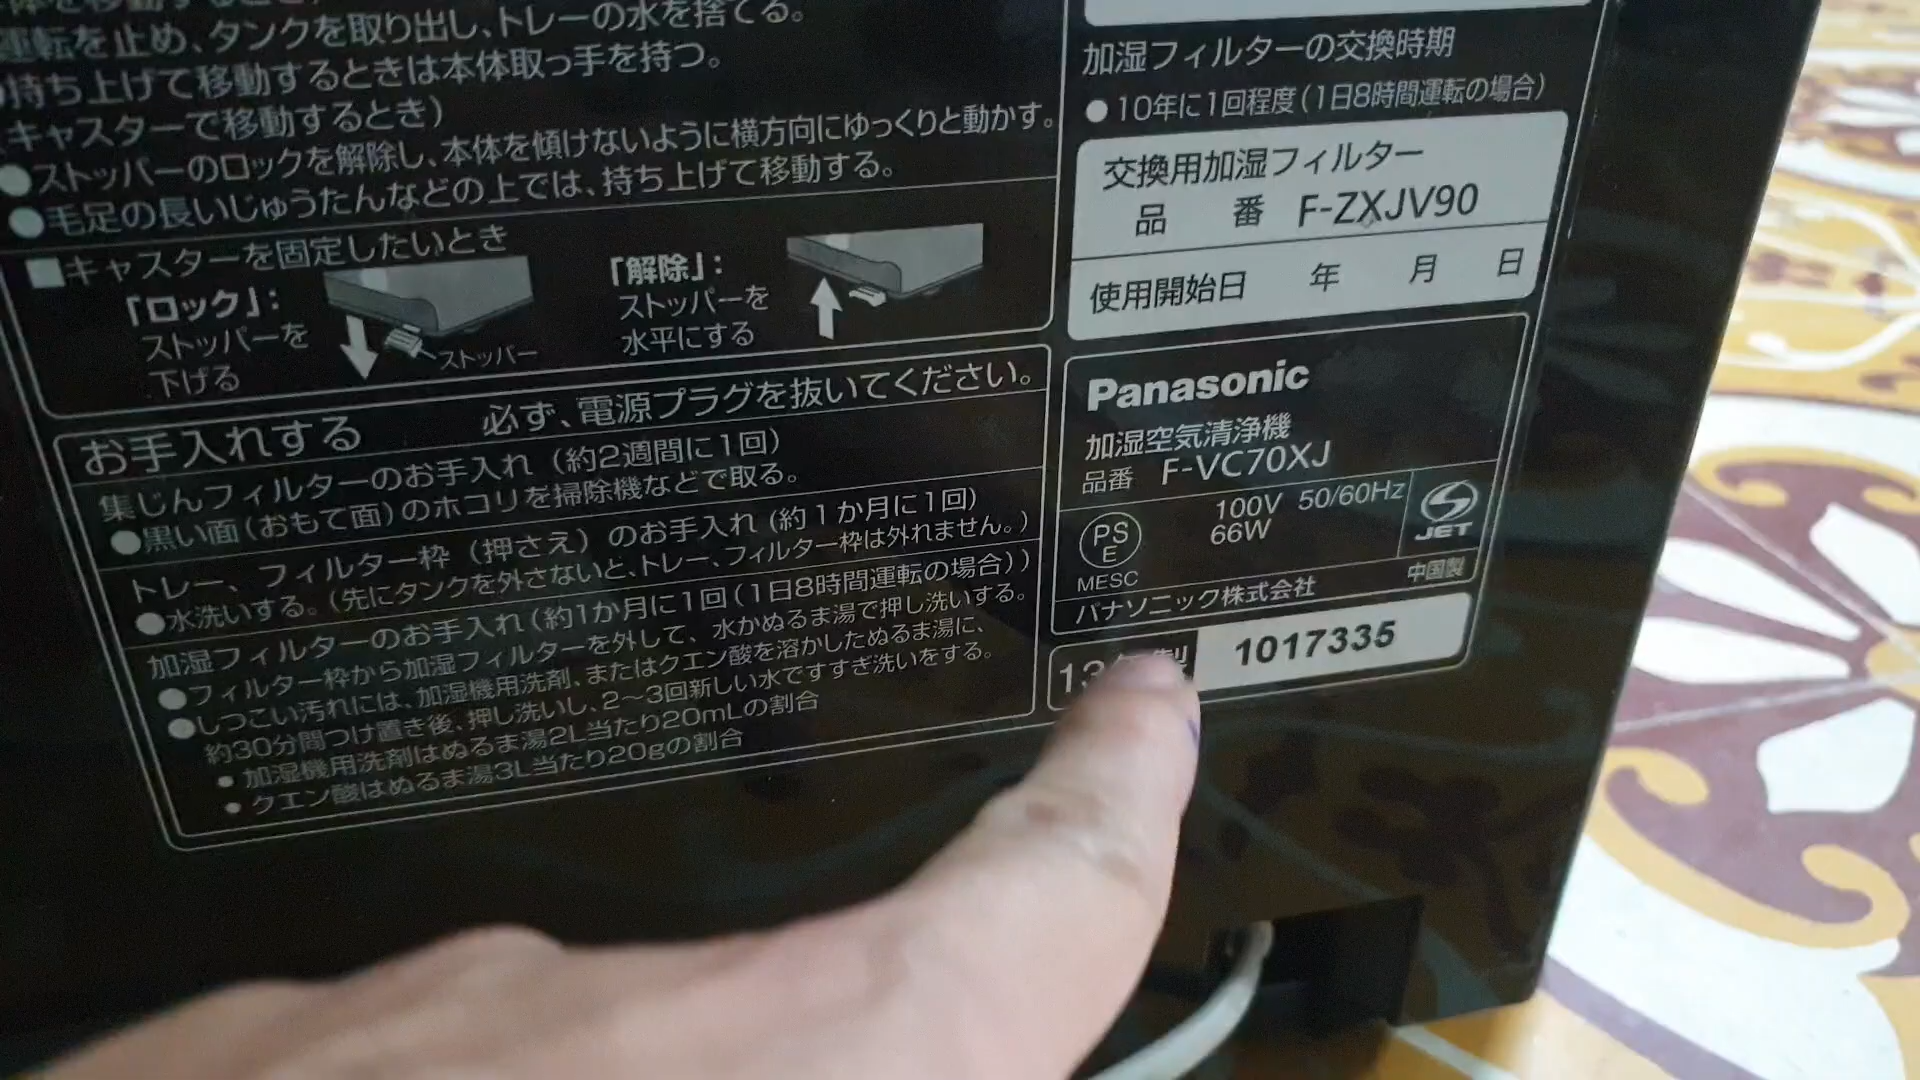 運転を止め、タンクを取り出し、トレーの水を捨てる。
持ち上げて移動するときは本体取っ手を持つ。
キャスターで移動するとき)
●ストッパーのロックを解除し、本体を傾けないように横方向にゆっくりと動かす。
●毛足の長いじゅうたんなどの上では、持ち上げて移動する。
■キャスターを固定したいとき
「ロック」:
ストッパーを
下げる
ストッパー
「解除」:
ストッパーを
水平にする
お手入れする 必ず、電源プラグを抜いてください。
集じんフィルターのお手入れ(約2週間に1回)
●黒い面(おもて面)のホコリを掃除機などで取る。
トレー、フィルター枠(押さえ)のお手入れ(約1か月に1回)
●水洗いする。(先にタンクを外さないと、トレー、フィルター枠は外れません。)
加湿フィルターのお手入れ(約1か月に1回(1日8時間運転の場合))
●フィルター枠から加湿フィルターを外して、水かぬるま湯で押し洗いする。
●しつこい汚れには、加湿機用洗剤、またはクエン酸を溶かしたぬるま湯に、
約30分間つけ置き後、押し洗いし、2〜3回新しい水ですすぎ洗いをする。
• 加湿機用洗剤はぬるま湯2L当たり20mLの割合
• クエン酸はぬるま湯3L当たり20gの割合
加湿フィルターの交換時期
●10年に1回程度(1日8時間運転の場合)
交換用加湿フィルター
品 番 F-ZXJV90
使用開始日 年 月 日
Panasonic
加湿空気清浄機
品番 F-VC70XJ
100V 50/60Hz
66W
PS
E
MESC
JET
パナソニック株式会社 中国製
13 製 1017335